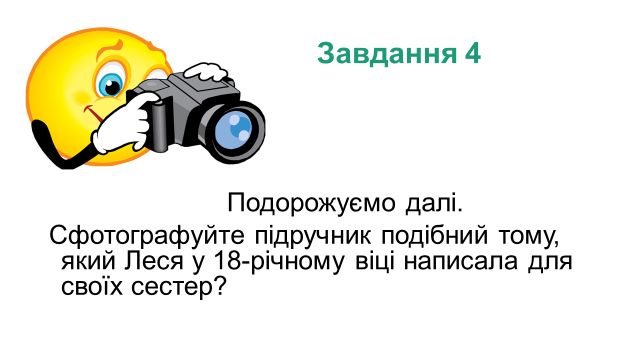 Завдання 4
Подорожуємо далі.
Сфотографуйте підручник подібний тому,
який Леся у 18-річному віці написала для
своїх сестер?